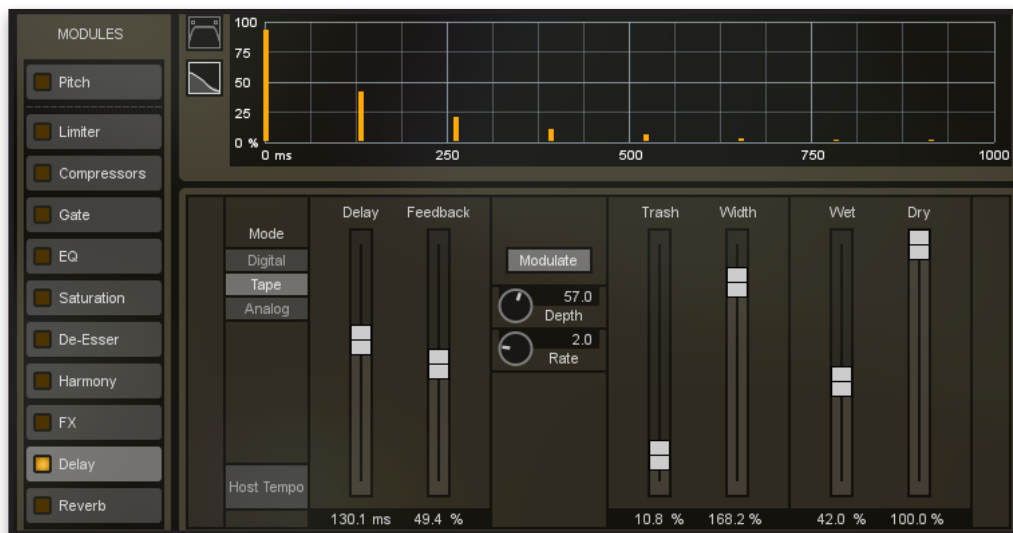 MODULES
Pitch
Limiter
Compressors
Gate
EQ
Saturation
De-Esser
Harmony
FX
Delay
Reverb
100
75
50
25
0 %
0 ms 250 500 750 1000
Delay Feedback Trash Width Wet Dry
Mode
Digital
Tape
Analog
Modulate
57.0
Depth
2.0
Rate
Host Tempo
130.1 ms 49.4 % 10.8 % 168.2 % 42.0 % 100.0 %